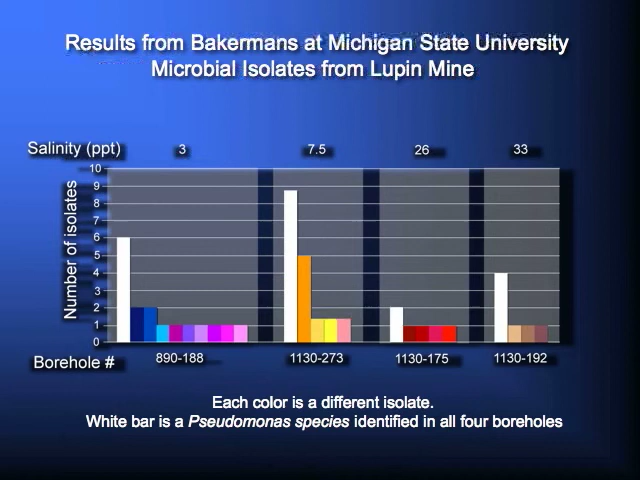 Results from Bakermans at Michigan State University
Microbial Isolates from Lupin Mine
Salinity (ppt) 3 7.5 26 33
Number of isolates
10
9
8
7
6
5
4
3
2
1
0
Borehole # 890-188 1130-273 1130-175 1130-192
Each color is a different isolate.
White bar is a Pseudomonas species identified in all four boreholes